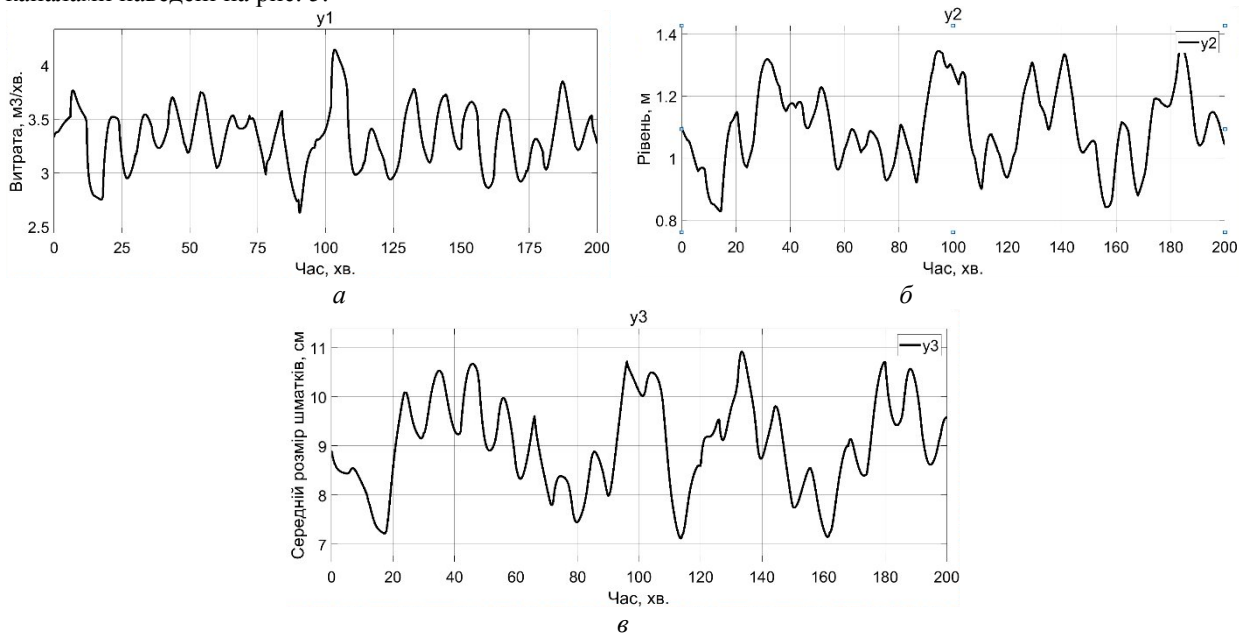 каналами наведені на рис. 3.
y1
Витрата, м3/хв.
4
3.5
3
2.5
0 25 50 75 100 125 150 175 200
Час, хв.
а
y2
y2
Рівень, м
1.4
1.2
1
0.8
0 20 40 60 80 100 120 140 160 180 200
Час, хв.
б
y3
y3
Середній розмір шматків, см
11
10
9
8
7
0 20 40 60 80 100 120 140 160 180 200
Час, хв.
в